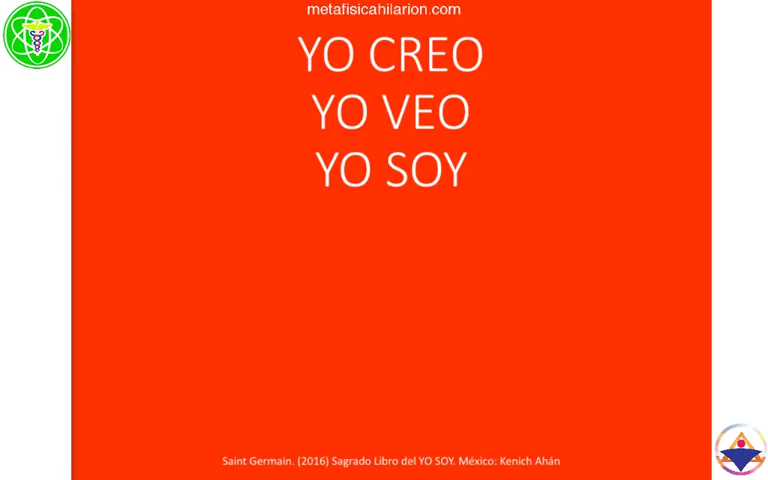 metafisicahilarion.com
YO CREO
YO VEO
YO SOY
Saint Germain. (2016) Sagrado Libro del YO SOY. México: Kenich Ahán